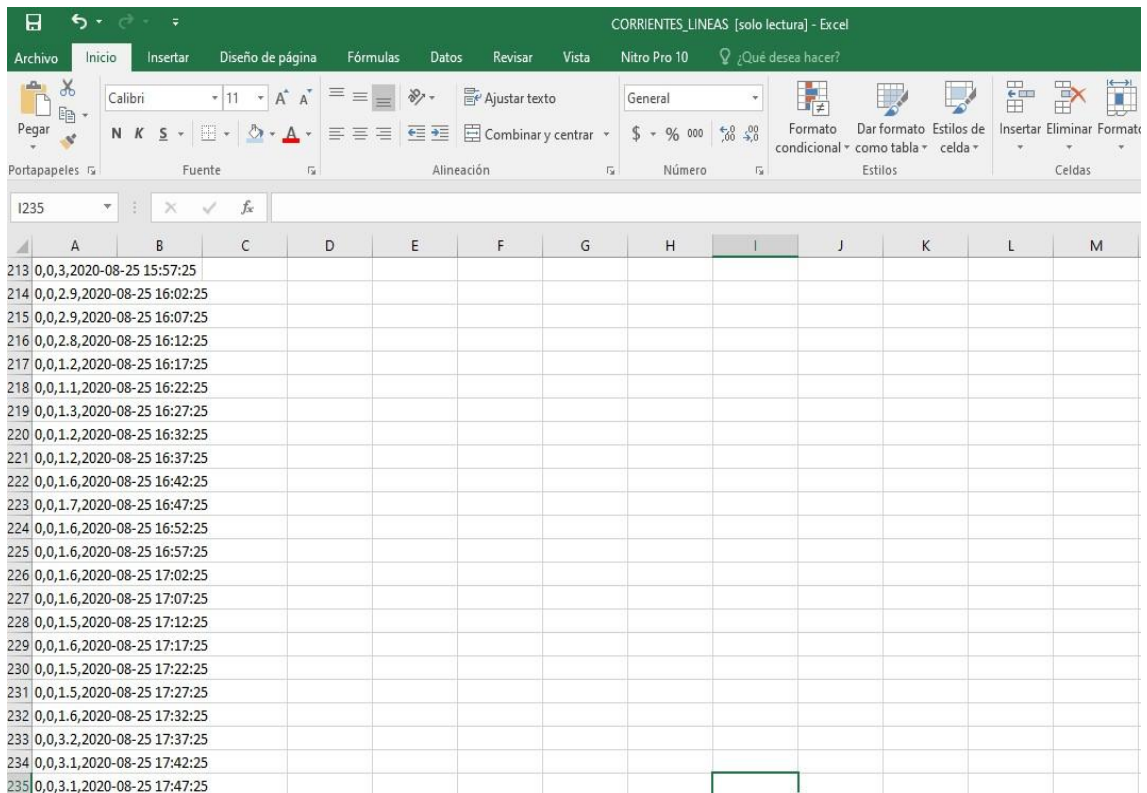 CORRIENTES_LINEAS [solo lectura] - Excel
Archivo Inicio Insertar Diseño de página Fórmulas Datos Revisar Vista Nitro Pro 10 ¿Qué desea hacer?
Calibri 11 A A Ajustar texto General
Pegar N K S A Combinar y centrar $ % 000 Formato condicional Dar formato como tabla Estilos de celda Insertar Eliminar Formato
Portapapeles Fuente Alineación Número Estilos Celdas
I235 fx
A B C D E F G H I J K L M
213 0,0,3,2020-08-25 15:57:25
214 0,0,2.9,2020-08-25 16:02:25
215 0,0,2.9,2020-08-25 16:07:25
216 0,0,2.8,2020-08-25 16:12:25
217 0,0,1.2,2020-08-25 16:17:25
218 0,0,1.1,2020-08-25 16:22:25
219 0,0,1.3,2020-08-25 16:27:25
220 0,0,1.2,2020-08-25 16:32:25
221 0,0,1.2,2020-08-25 16:37:25
222 0,0,1.6,2020-08-25 16:42:25
223 0,0,1.7,2020-08-25 16:47:25
224 0,0,1.6,2020-08-25 16:52:25
225 0,0,1.6,2020-08-25 16:57:25
226 0,0,1.6,2020-08-25 17:02:25
227 0,0,1.6,2020-08-25 17:07:25
228 0,0,1.5,2020-08-25 17:12:25
229 0,0,1.6,2020-08-25 17:17:25
230 0,0,1.5,2020-08-25 17:22:25
231 0,0,1.5,2020-08-25 17:27:25
232 0,0,1.6,2020-08-25 17:32:25
233 0,0,3.2,2020-08-25 17:37:25
234 0,0,3.1,2020-08-25 17:42:25
235 0,0,3.1,2020-08-25 17:47:25